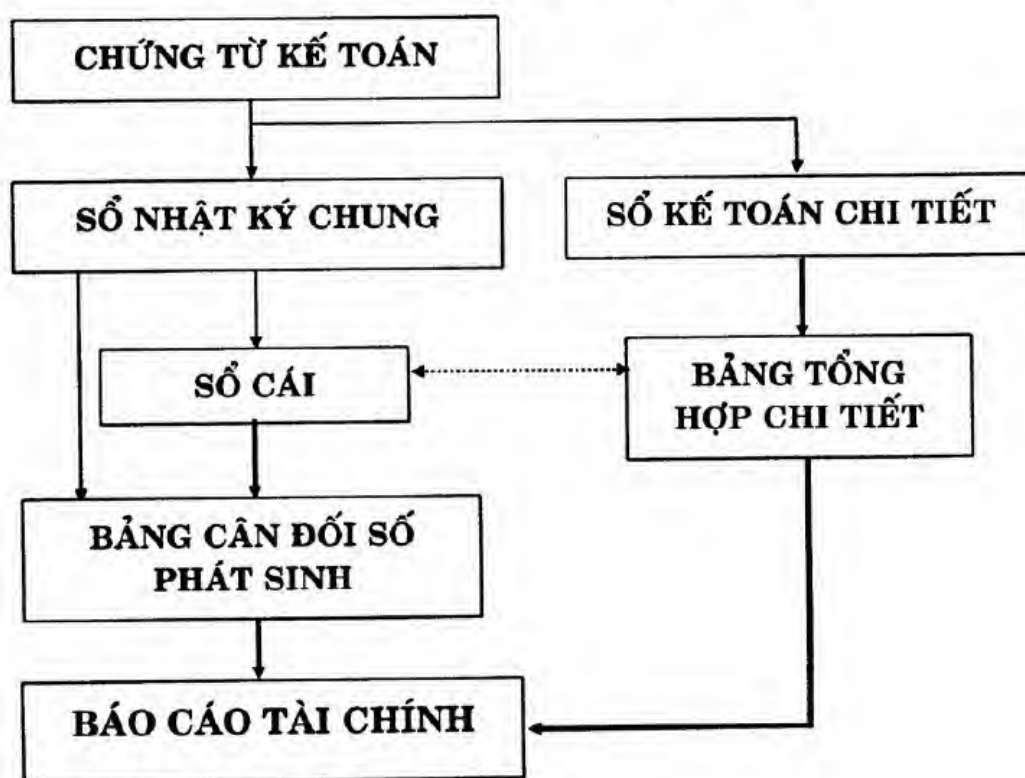 CHỨNG TỪ KẾ TOÁN
SỔ NHẬT KÝ CHUNG
SỔ KẾ TOÁN CHI TIẾT
SỔ CÁI
BẢNG TỔNG
HỢP CHI TIẾT
BẢNG CÂN ĐỐI SỐ
PHÁT SINH
BÁO CÁO TÀI CHÍNH